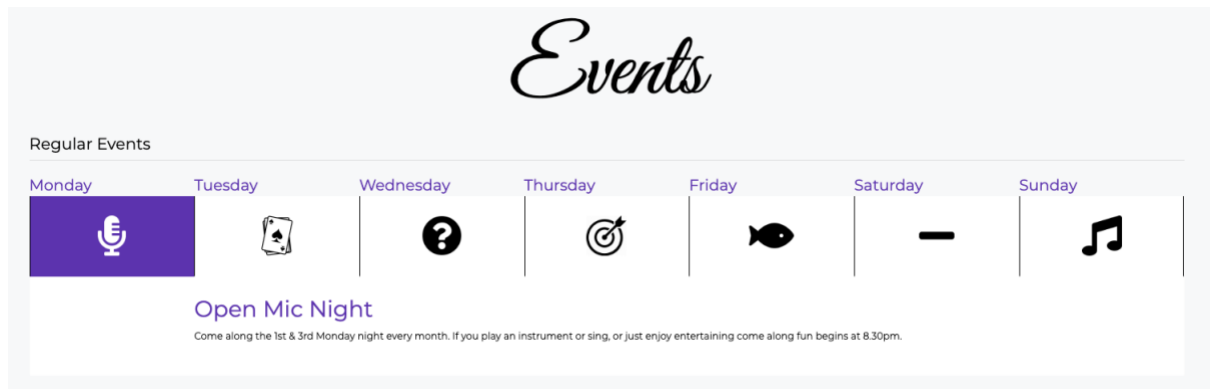 Events
Regular Events
Monday Tuesday Wednesday Thursday Friday Saturday Sunday
Open Mic Night
Come along the 1st & 3rd Monday night every month. If you play an instrument or sing, or just enjoy entertaining come along fun begins at 8.30pm.